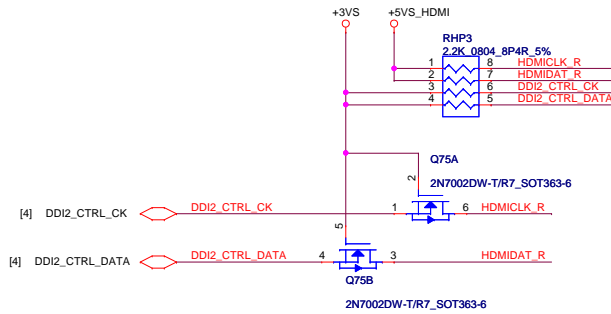 +3VS
+5VS_HDMI
RHP3
2.2K_0804_8P4R_5%
1 8 HDMICLK_R
2 7 HDMIDAT_R
3 6 DDI2_CTRL_CK
4 5 DDI2_CTRL_DATA
Q75A
2
2N7002DW-T/R7_SOT363-6
[4] DDI2_CTRL_CK DDI2_CTRL_CK 1 6 HDMICLK_R
5
[4] DDI2_CTRL_DATA DDI2_CTRL_DATA 4 3 HDMIDAT_R
Q75B
2N7002DW-T/R7_SOT363-6